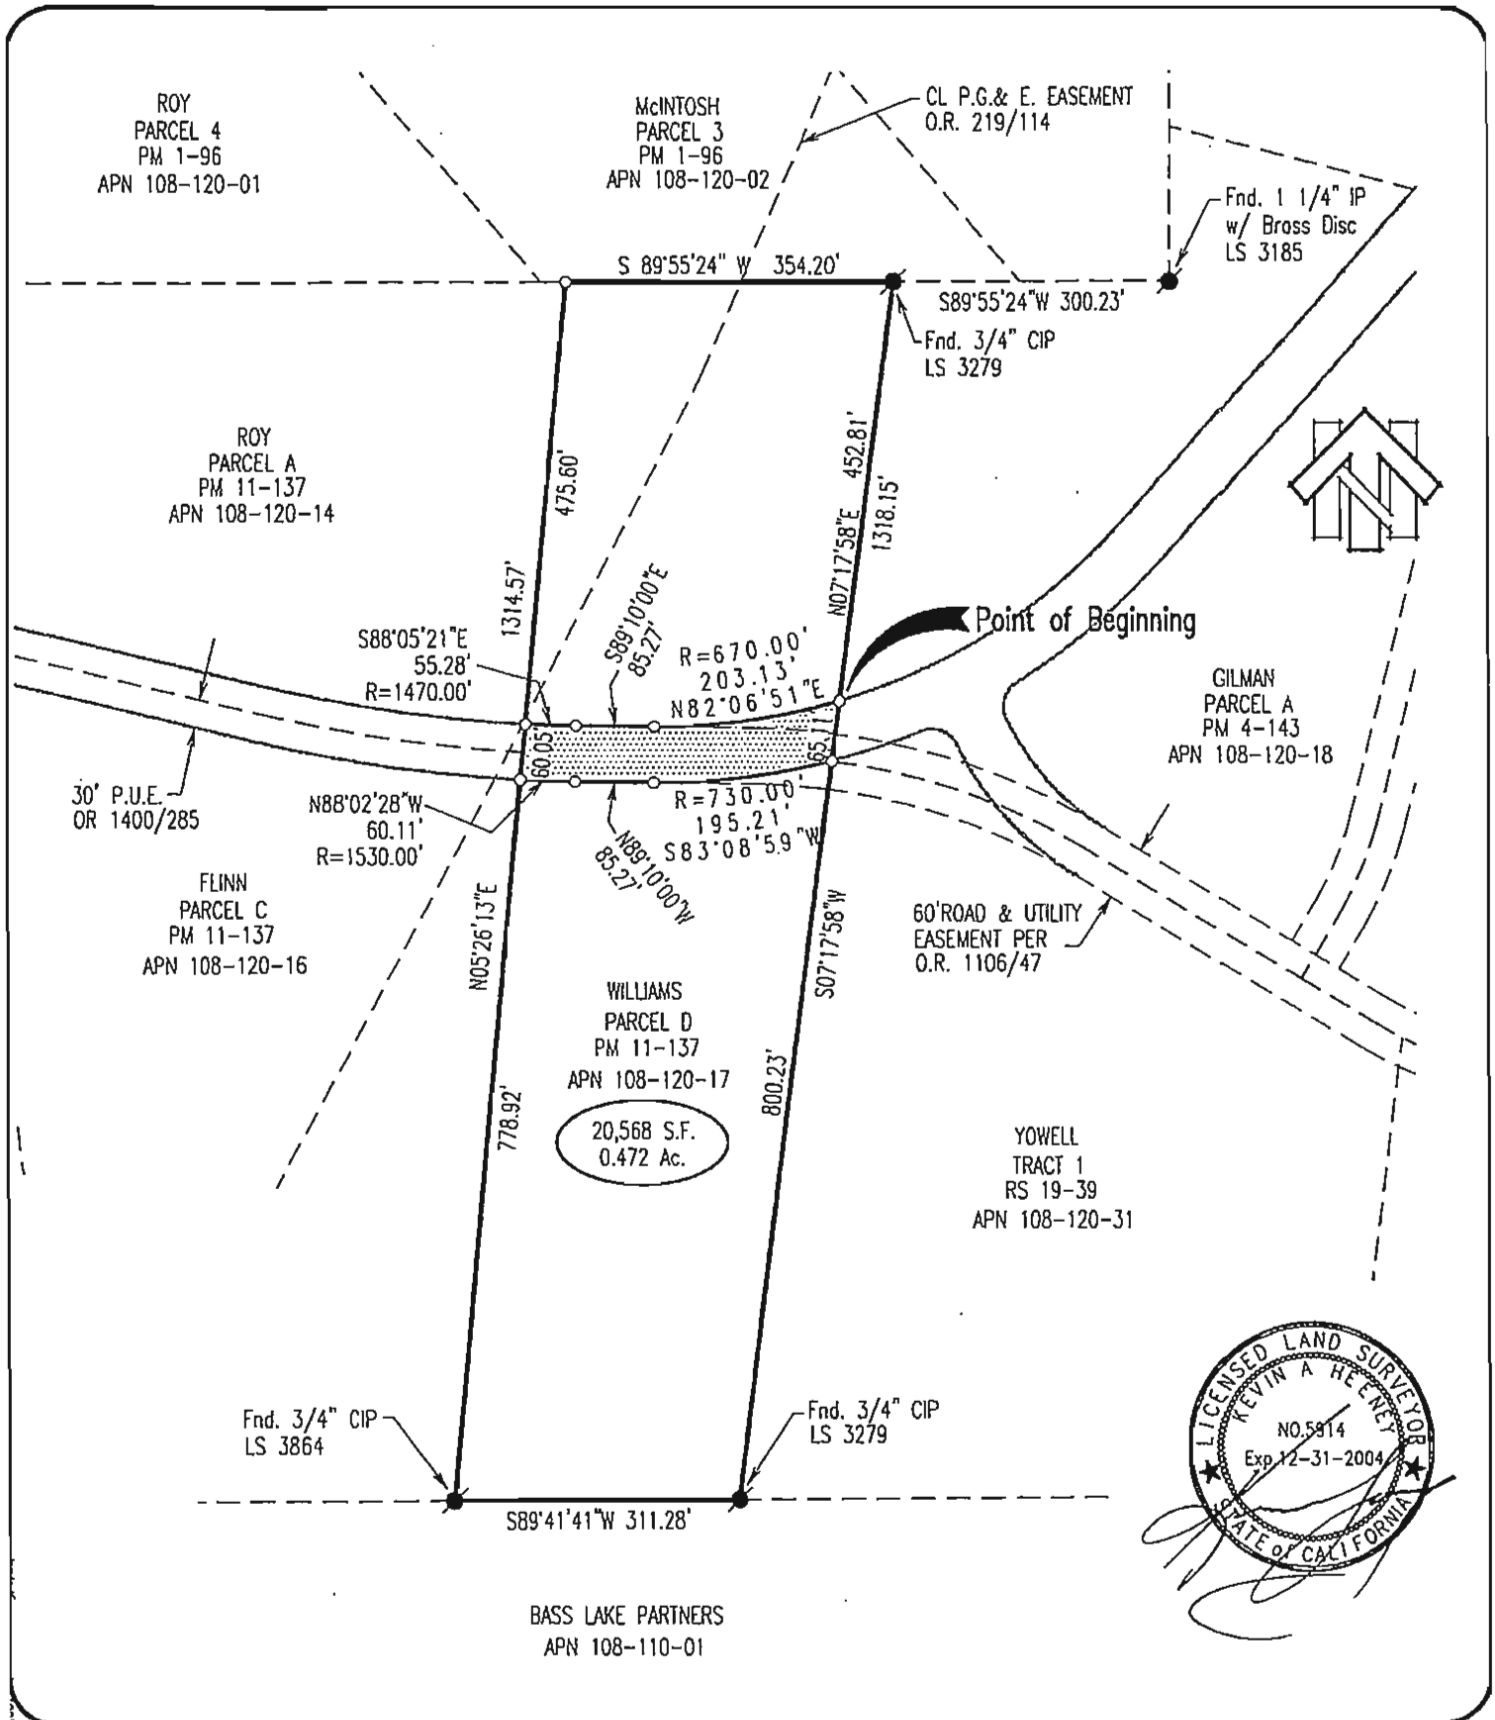 ROY
PARCEL 4
PM 1-96
APN 108-120-01
McINTOSH
PARCEL 3
PM 1-96
APN 108-120-02
CL P.G.& E. EASEMENT
O.R. 219/114
Fnd. 1 1/4" IP
w/ Brass Disc
LS 3185
S 89°55'24" W 354.20'
S89°55'24"W 300.23'
Fnd. 3/4" CIP
LS 3279
ROY
PARCEL A
PM 11-137
APN 108-120-14
475.60'
1314.57'
N07°17'58"E 452.81'
1318.15'
N
Point of Beginning
S88°05'21"E
55.28'
R=1470.00'
S89°10'00"E
85.27'
R=670.00'
203.13'
N82°06'51"E
GILMAN
PARCEL A
PM 4-143
APN 108-120-18
60.05'
65.11'
30' P.U.E.
OR 1400/285
N88°02'28"W
60.11'
R=1530.00'
N89°10'00"W
85.27'
R=730.00'
195.21'
S83°08'59"W
FLINN
PARCEL C
PM 11-137
APN 108-120-16
N05°26'13"E
778.92'
S07°17'58"W
800.23'
60'ROAD & UTILITY
EASEMENT PER
O.R. 1106/47
WILLIAMS
PARCEL D
PM 11-137
APN 108-120-17
20,568 S.F.
0.472 Ac.
YOWELL
TRACT 1
RS 19-39
APN 108-120-31
Fnd. 3/4" CIP
LS 3864
Fnd. 3/4" CIP
LS 3279
S89°41'41"W 311.28'
LICENSED LAND SURVEYOR
KEVIN A HEENEY
NO.5914
Exp.12-31-2004
STATE of CALIFORNIA
BASS LAKE PARTNERS
APN 108-110-01